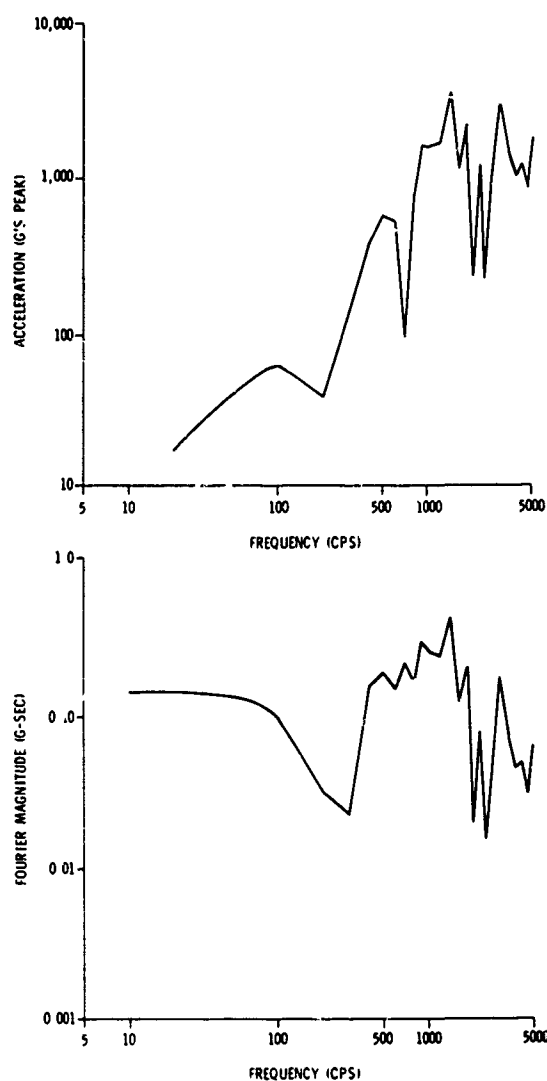 10,000
1,000
100
10
ACCELERATION (G'S PEAK)
5 10 100 500 1000 5000
FREQUENCY (CPS)
1 0
0 .0
0 01
0 001
FOURIER MAGNITUDE (G-SEC)
5 10 100 500 1000 5000
FREQUENCY (CPS)